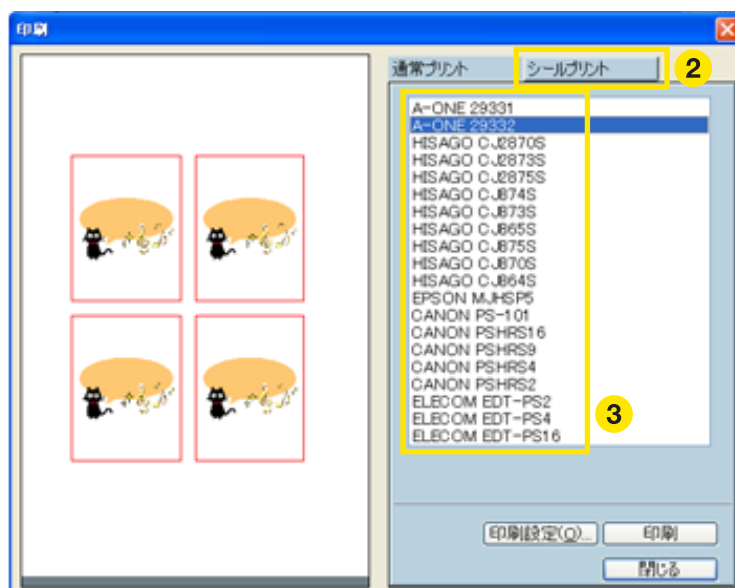 印刷
通常プリント
シールプリント
2
A-ONE 29331
A-ONE 29332
HISAGO CJ2870S
HISAGO CJ2873S
HISAGO CJ2875S
HISAGO CJ874S
HISAGO CJ873S
HISAGO CJ865S
HISAGO CJ875S
HISAGO CJ870S
HISAGO CJ864S
EPSON MJHSP5
CANON PS-101
CANON PSHRS16
CANON PSHRS9
CANON PSHRS4
CANON PSHRS2
ELECOM EDT-PS2
ELECOM EDT-PS4
ELECOM EDT-PS16
3
印刷設定(O)...
印刷
閉じる